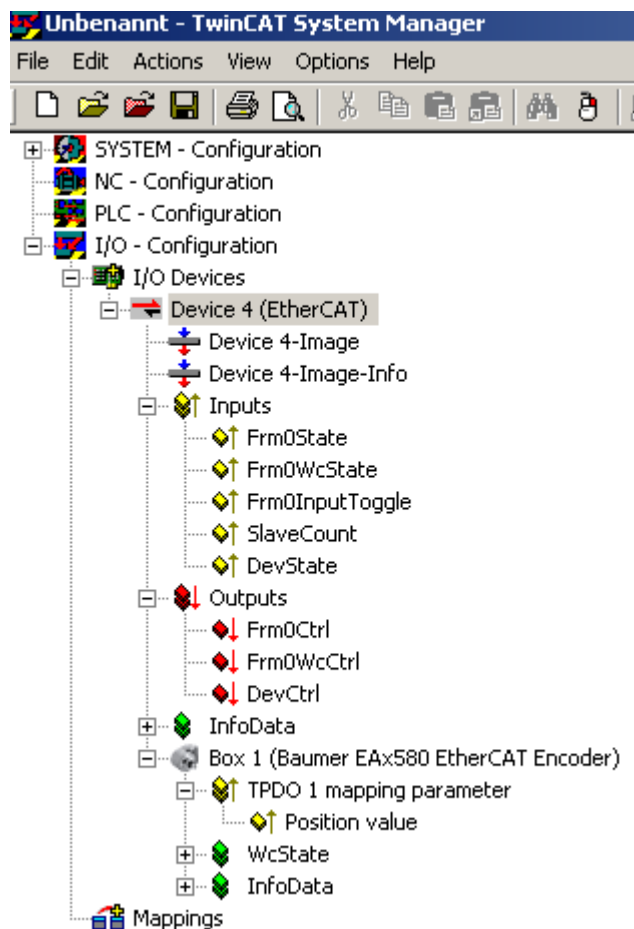 Unbenannt - TwinCAT System Manager
File Edit Actions View Options Help
SYSTEM - Configuration
NC - Configuration
PLC - Configuration
I/O - Configuration
I/O Devices
Device 4 (EtherCAT)
Device 4-Image
Device 4-Image-Info
Inputs
Frm0State
Frm0WcState
Frm0InputToggle
SlaveCount
DevState
Outputs
Frm0Ctrl
Frm0WcCtrl
DevCtrl
InfoData
Box 1 (Baumer EAx580 EtherCAT Encoder)
TPDO 1 mapping parameter
Position value
WcState
InfoData
Mappings